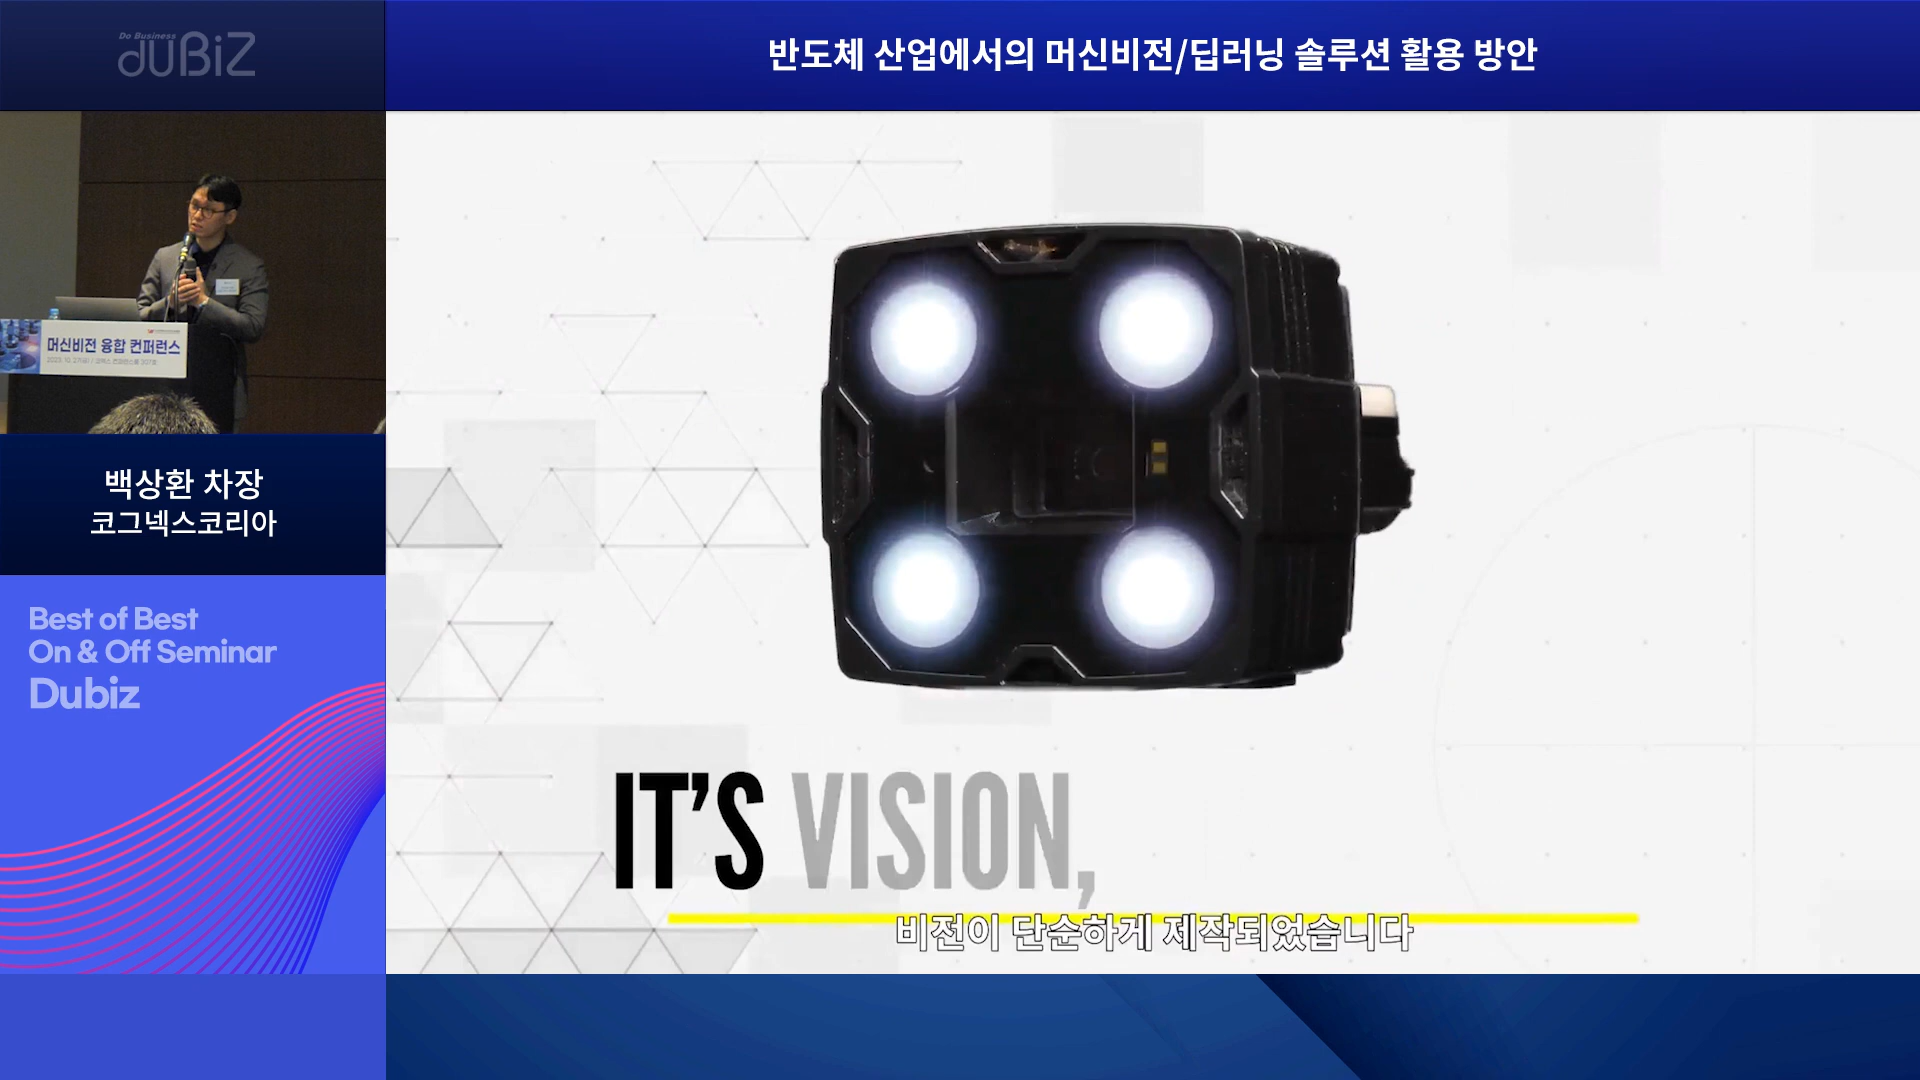 Do Business
duBiZ
반도체 산업에서의 머신비전/딥러닝 솔루션 활용 방안
머신비전 융합 컨퍼런스
백상환 차장
코그넥스코리아
Best of Best
On & Off Seminar
Dubiz
IT'S VISION,
비전이 단순하게 제작되었습니다